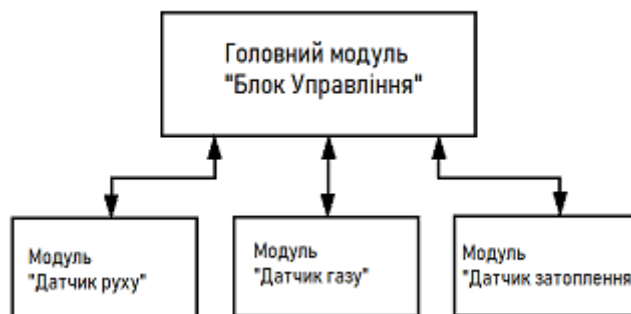 Головний модуль
"Блок Управління"
Модуль
"Датчик руху"
Модуль
"Датчик газу"
Модуль
"Датчик затоплення